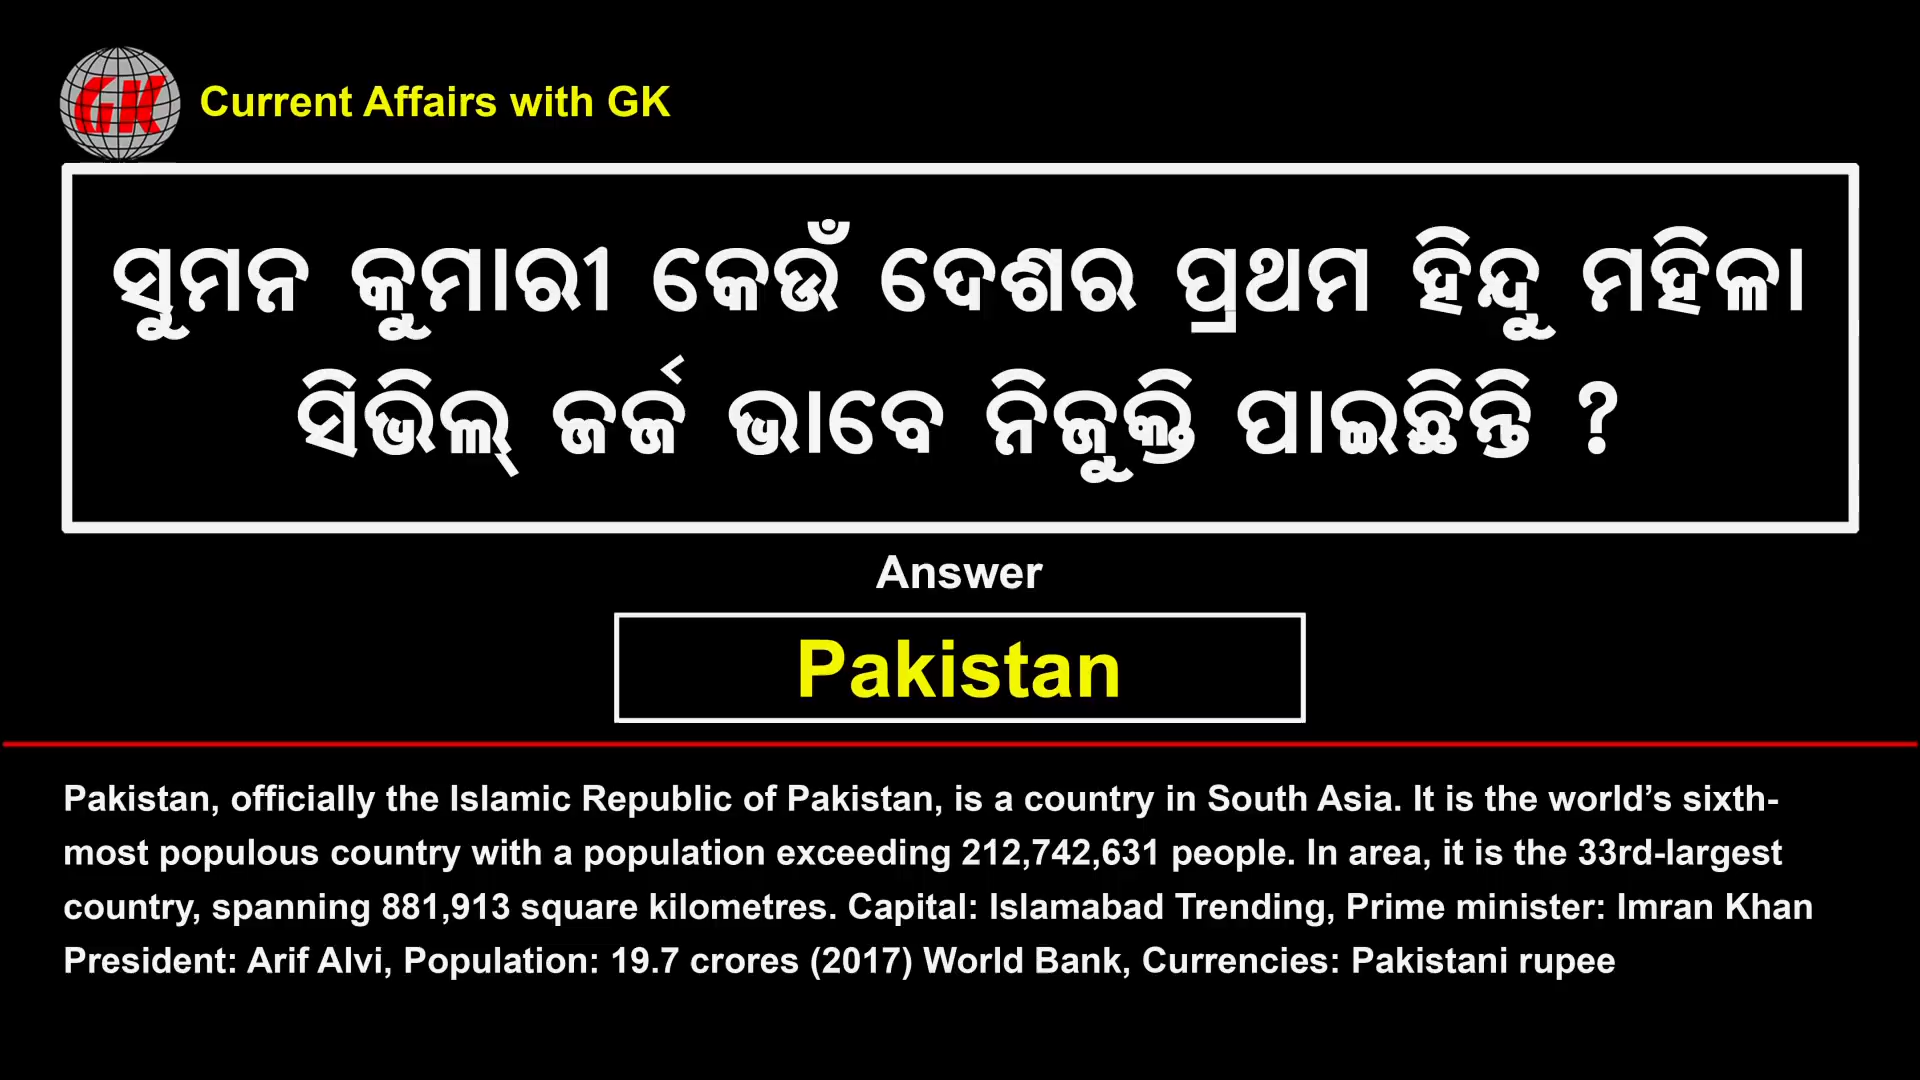 GK
Current Affairs with GK
ସୁମନ କୁମାରୀ କେଉଁ ଦେଶର ପ୍ରଥମ ହିନ୍ଦୁ ମହିଳା
ସିଭିଲ୍ ଜର୍ଜ ଭାବେ ନିଜୁକ୍ତି ପାଇଛିନ୍ତି ?
Answer
Pakistan
Pakistan, officially the Islamic Republic of Pakistan, is a country in South Asia. It is the world’s sixth-
most populous country with a population exceeding 212,742,631 people. In area, it is the 33rd-largest
country, spanning 881,913 square kilometres. Capital: Islamabad Trending, Prime minister: Imran Khan
President: Arif Alvi, Population: 19.7 crores (2017) World Bank, Currencies: Pakistani rupee